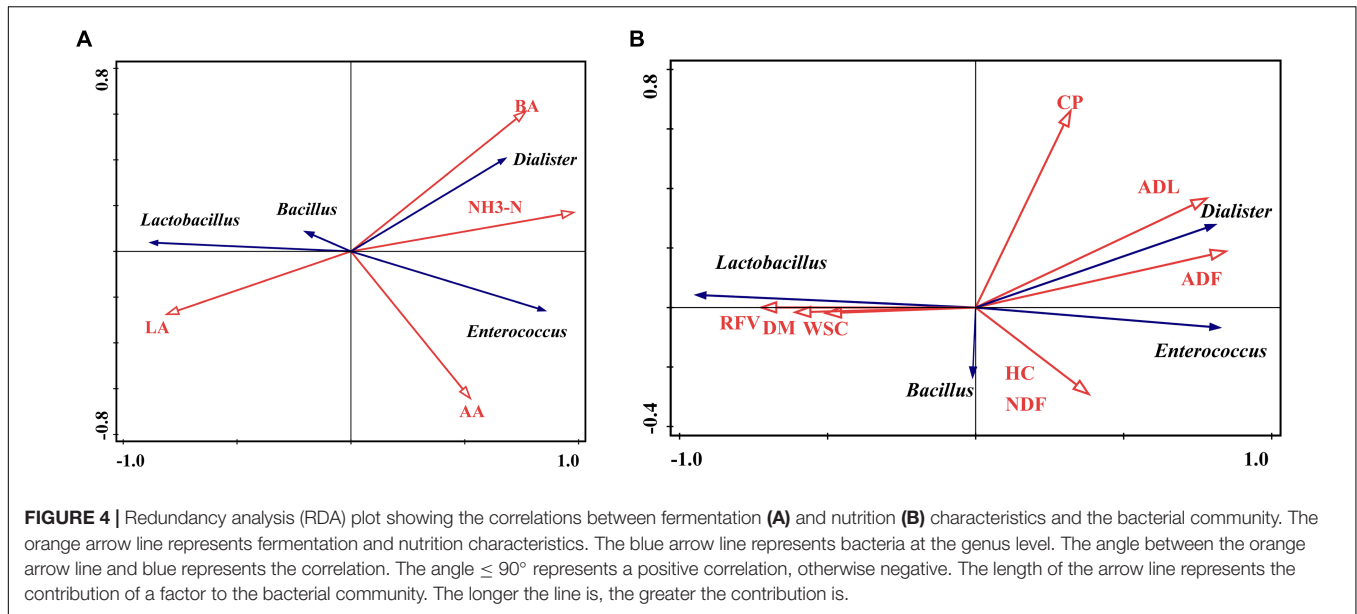 A
0.8
BA
Dialister
NH3-N
Bacillus
Lactobacillus
LA
Enterococcus
AA
-0.8
-1.0
1.0
B
0.8
CP
ADL
Dialister
ADF
Lactobacillus
RFV
DM
WSC
Enterococcus
HC
Bacillus
NDF
-0.4
-1.0
1.0
FIGURE 4 | Redundancy analysis (RDA) plot showing the correlations between fermentation (A) and nutrition (B) characteristics and the bacterial community. The
orange arrow line represents fermentation and nutrition characteristics. The blue arrow line represents bacteria at the genus level. The angle between the orange
arrow line and blue represents the correlation. The angle ≤ 90° represents a positive correlation, otherwise negative. The length of the arrow line represents the
contribution of a factor to the bacterial community. The longer the line is, the greater the contribution is.